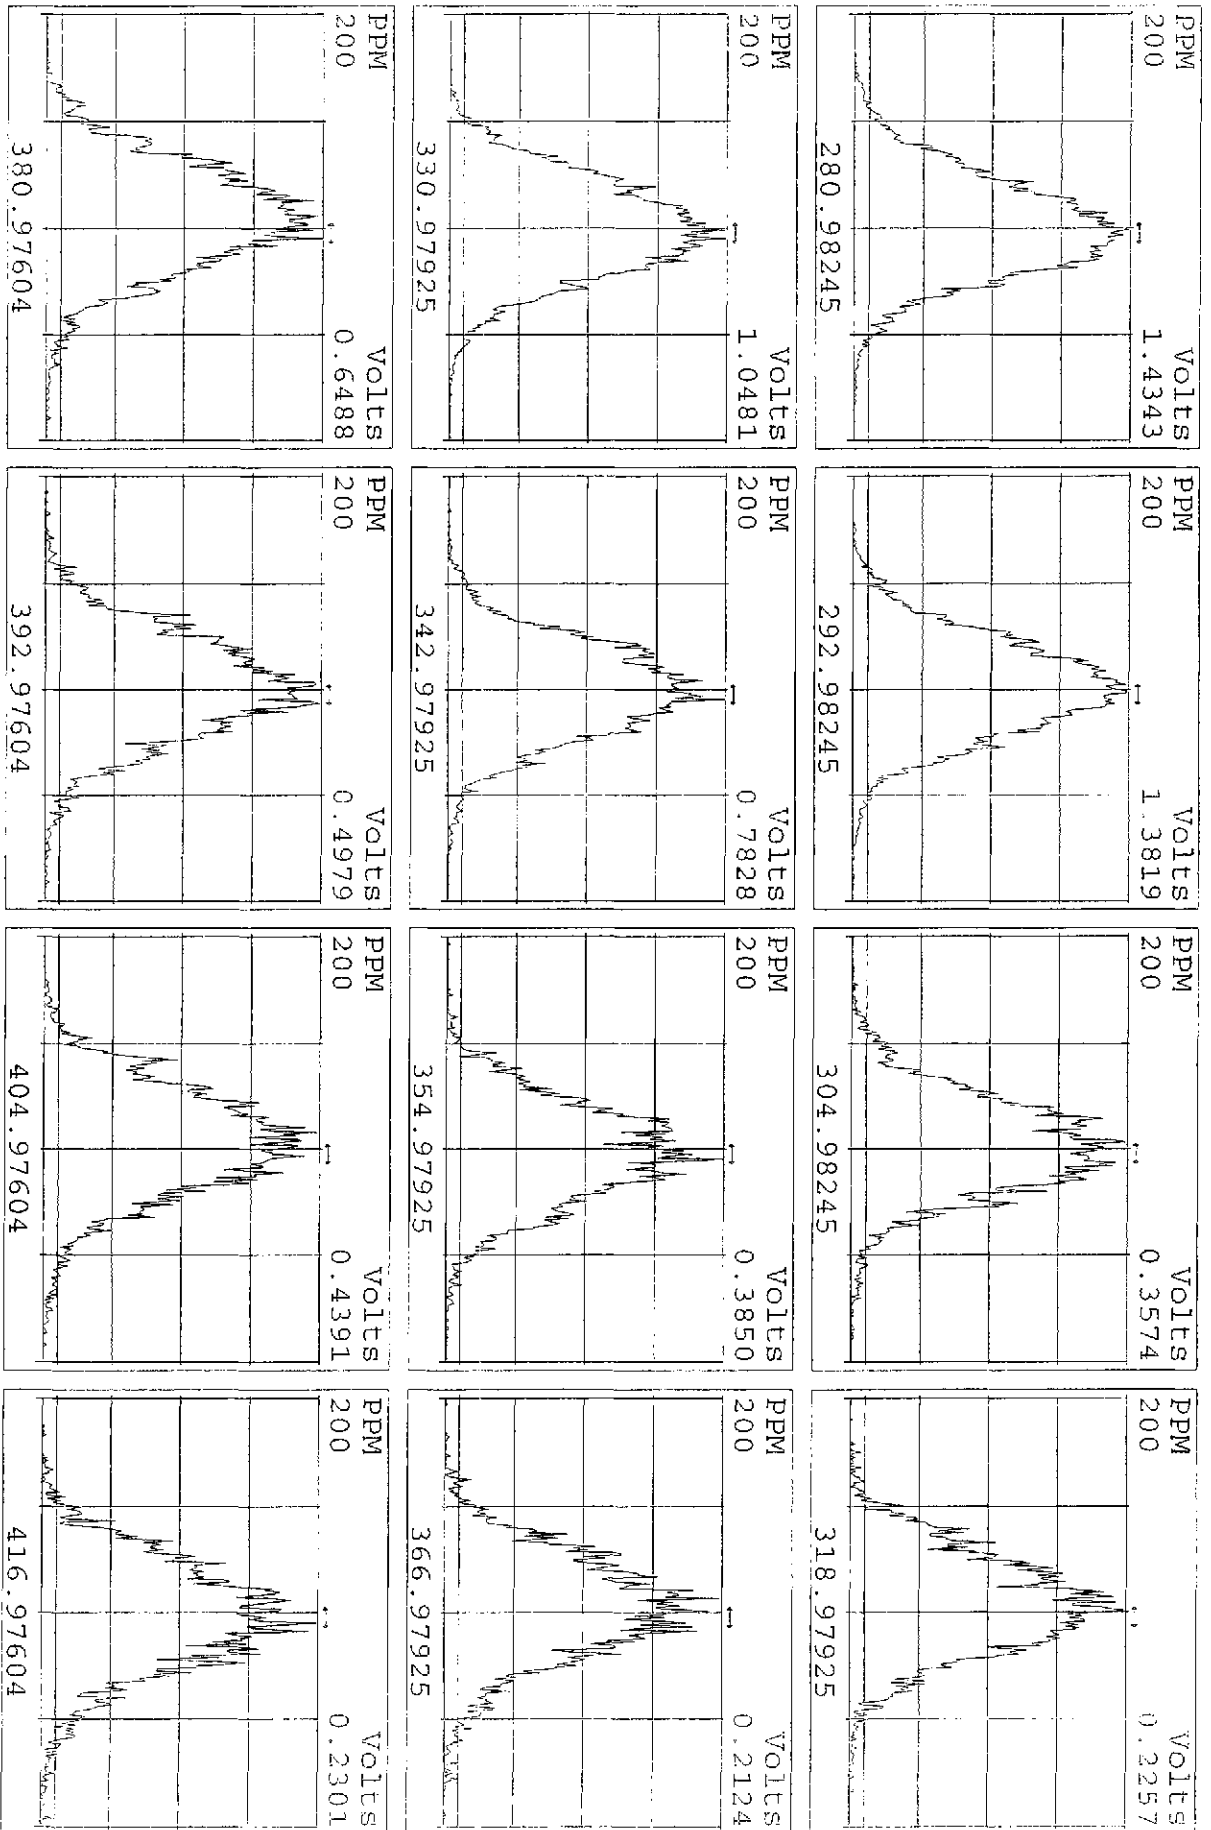 PPM Volts
200 1.4343
280.98245
PPM Volts
200 1.3819
292.98245
PPM Volts
200 0.3574
304.98245
PPM Volts
200 0.2257
318.97925
PPM Volts
200 1.0481
330.97925
PPM Volts
200 0.7828
342.97925
PPM Volts
200 0.3850
354.97925
PPM Volts
200 0.2124
366.97925
PPM Volts
200 0.6488
380.97604
PPM Volts
200 0.4979
392.97604
PPM Volts
200 0.4391
404.97604
PPM Volts
200 0.2301
416.97604